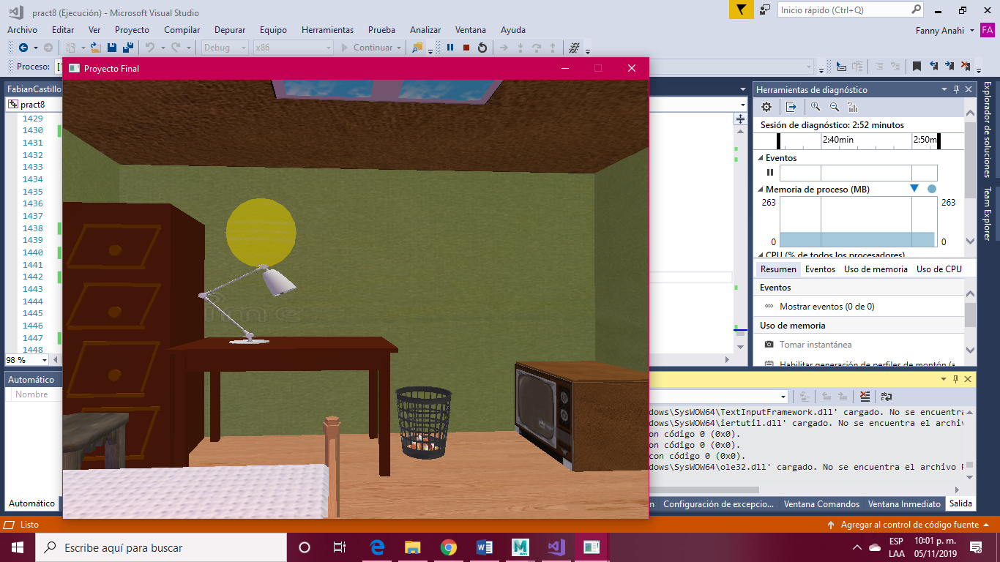 pract8 (Ejecución) - Microsoft Visual Studio
Inicio rápido (Ctrl+Q)
Archivo Editar Ver Proyecto Compilar Depurar Equipo Herramientas Prueba Analizar Ventana Ayuda
Fanny Anahi FA
Debug x86 Continuar
Proceso:
Proyecto Final
FabianCastillo
pract8
1429
1430
1431
1432
1433
1434
1435
1436
1437
1438
1439
1440
1441
1442
1443
1444
1445
1446
1447
1448
98 %
Herramientas de diagnóstico
Sesión de diagnóstico: 2:52 minutos
2:40min 2:50m
Eventos
Memoria de proceso (MB)
263 263
0 0
CPU (% de todos los procesadores)
Resumen Eventos Uso de memoria Uso de CPU
Eventos
Mostrar eventos (0 de 0)
Uso de memoria
Tomar instantánea
Habilitar generación de perfiles de montón (a
Explorador de soluciones
Team Explorer
Automático
Nombre
dows\SysWOW64\TextInputFramework.dll' cargado. No se encuentra
dows\SysWOW64\iertutil.dll' cargado. No se encuentra el archiv
on código 0 (0x0).
on código 0 (0x0).
con código 0 (0x0).
dows\SysWOW64\ole32.dll' cargado. No se encuentra el archivo P
Automático
n Configuración de excepcio... Ventana Comandos Ventana Inmediato Salida
Listo
Agregar al control de código fuente
Escribe aquí para buscar
ESP
LAA
10:01 p. m.
05/11/2019